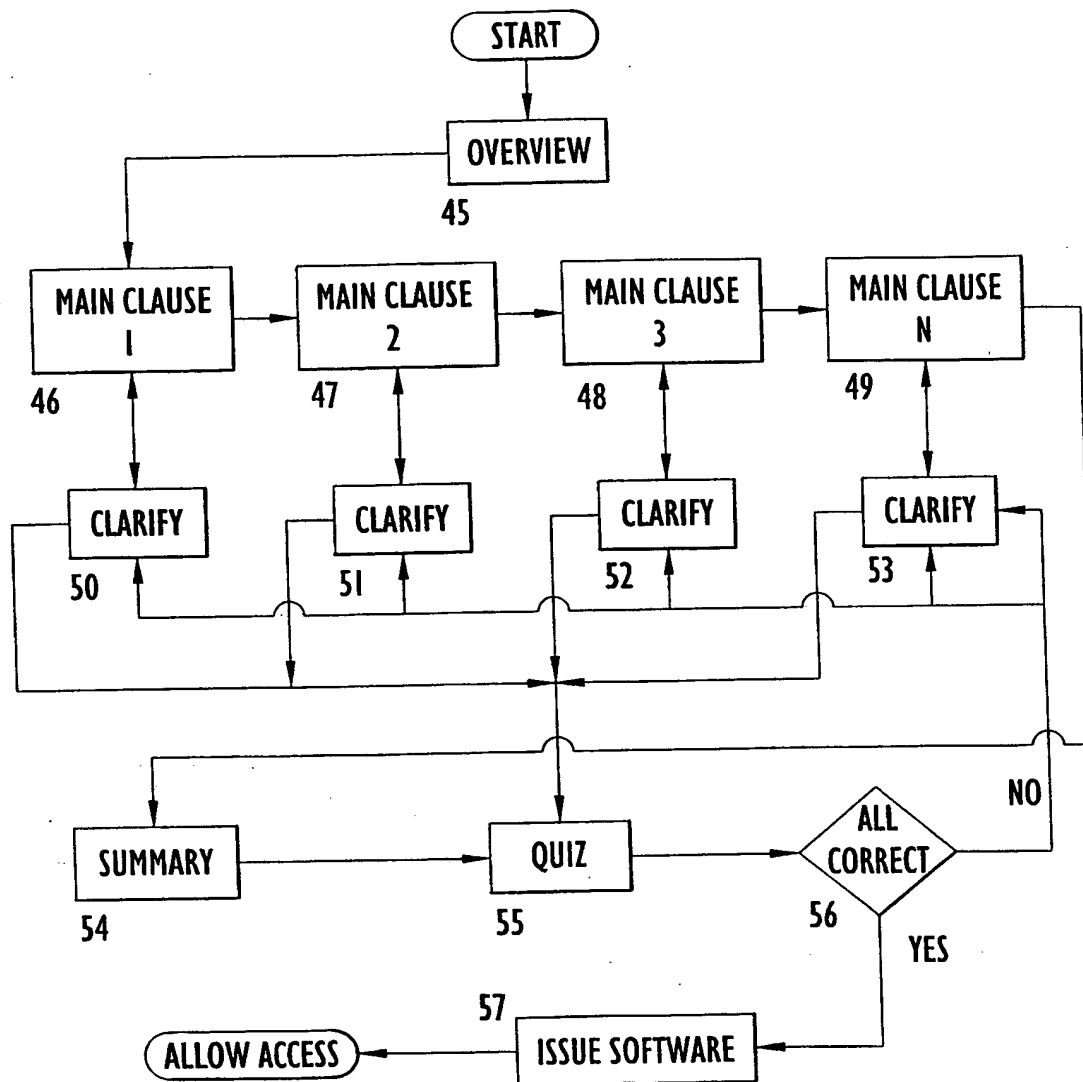 START
OVERVIEW
45
MAIN CLAUSE
1
MAIN CLAUSE
2
MAIN CLAUSE
3
MAIN CLAUSE
N
46
47
48
49
CLARIFY
CLARIFY
CLARIFY
CLARIFY
50
51
52
53
NO
SUMMARY
QUIZ
ALL
CORRECT
54
55
56
YES
57
ALLOW ACCESS
ISSUE SOFTWARE